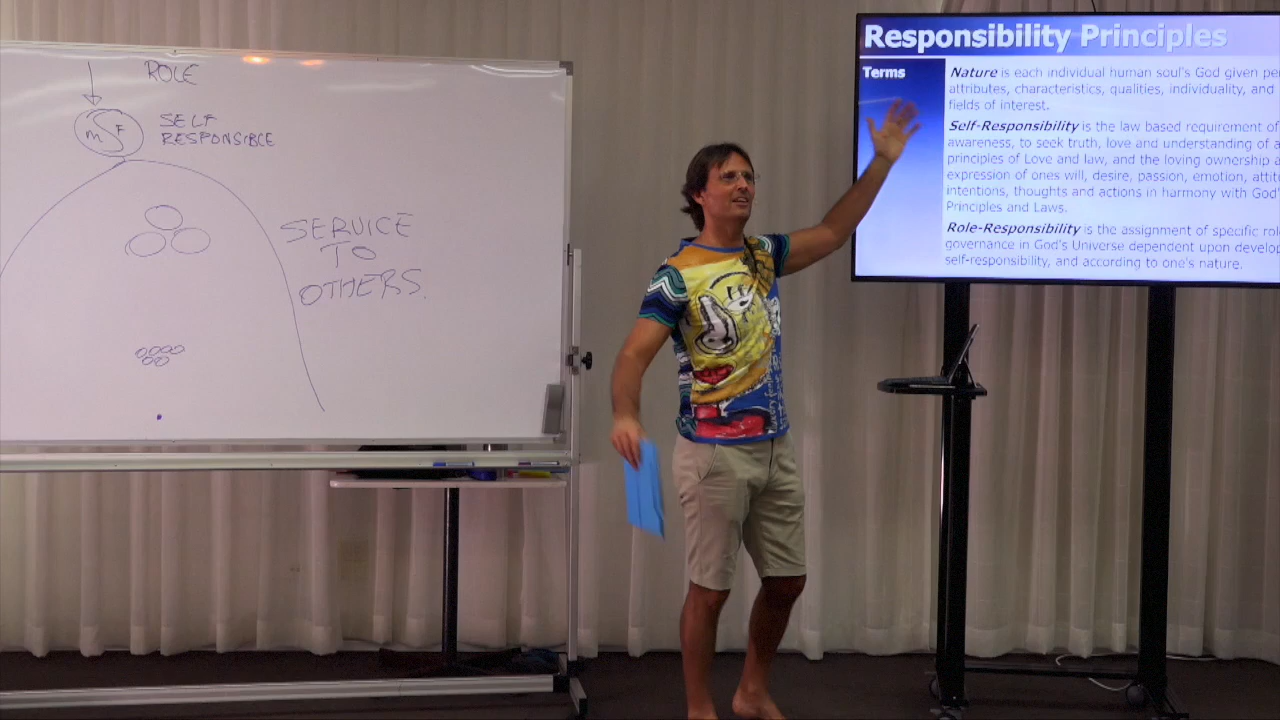 ROLE
m F
SELF
RESPONSIBLE
SERVICE
TO
OTHERS.
Responsibility Principles
Terms
Nature is each individual human soul's God given
attributes, characteristics, qualities, individuality, and
fields of interest.
Self-Responsibility is the law based requirement of
awareness, to seek truth, love and understanding of
principles of Love and law, and the loving ownership
expression of ones will, desire, passion, emotion,
intentions, thoughts and actions in harmony with God's
Principles and Laws.
Role-Responsibility is the assignment of specific
governance in God's Universe dependent upon
self-responsibility, and according to one's nature.